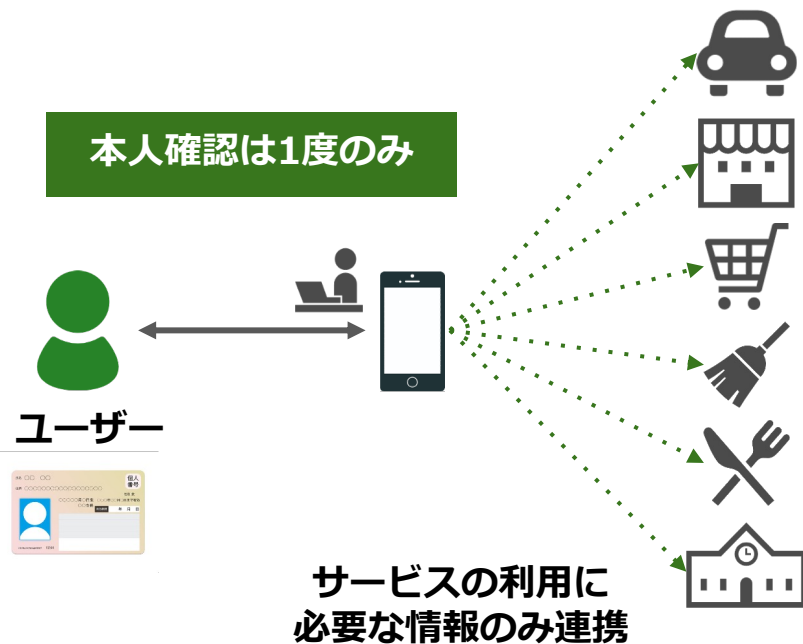 本人確認は1度のみ
ユーザー
個人
番号
サービスの利用に
必要な情報のみ連携